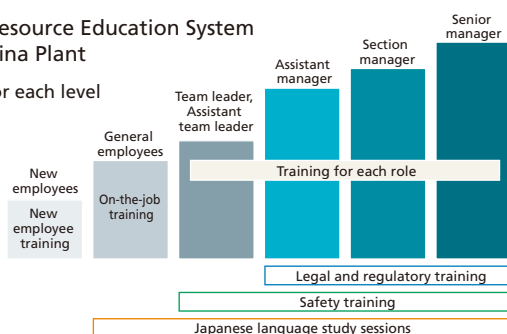 esource Education System
ina Plant
or each level
Senior
manager
Section
manager
Assistant
manager
Team leader,
Assistant
team leader
General
employees
New
employees
On-the-job
training
New
employee
training
Training for each role
Legal and regulatory training
Safety training
Japanese language study sessions